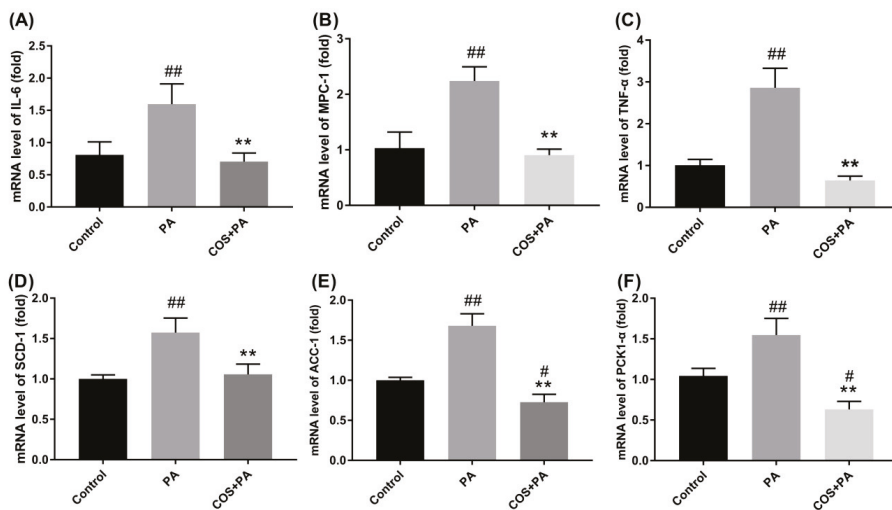 (A)
mRNA level of IL-6 (fold)
2.5
2.0
1.5
1.0
0.5
0.0
##
**
Control
PA
COS+PA
(B)
mRNA level of MPC-1 (fold)
3
2
1
0
##
**
Control
PA
COS+PA
(C)
mRNA level of TNF-α (fold)
4
3
2
1
0
##
**
Control
PA
COS+PA
(D)
mRNA level of SCD-1 (fold)
2.0
1.5
1.0
0.5
0.0
##
**
Control
PA
COS+PA
(E)
mRNA level of ACC-1 (fold)
2.0
1.5
1.0
0.5
0.0
##
#
**
Control
PA
COS+PA
(F)
mRNA level of PCK1-α (fold)
2.0
1.5
1.0
0.5
0.0
##
#
**
Control
PA
COS+PA